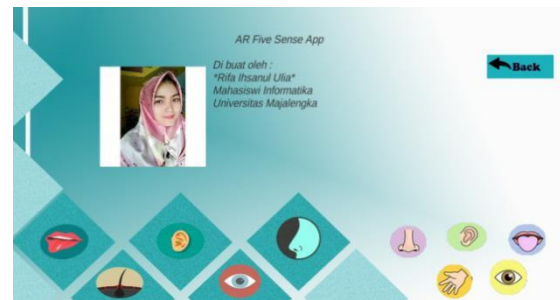 AR Five Sense App
Di buat oleh :
*Rifa Ihsanul Ulia*
Mahasiswi Informatika
Universitas Majalengka
Back